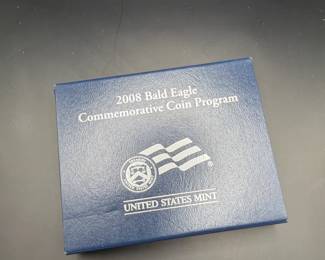 2008 Bald Eagle
Commemorative Coin Program
UNITED STATES MINT